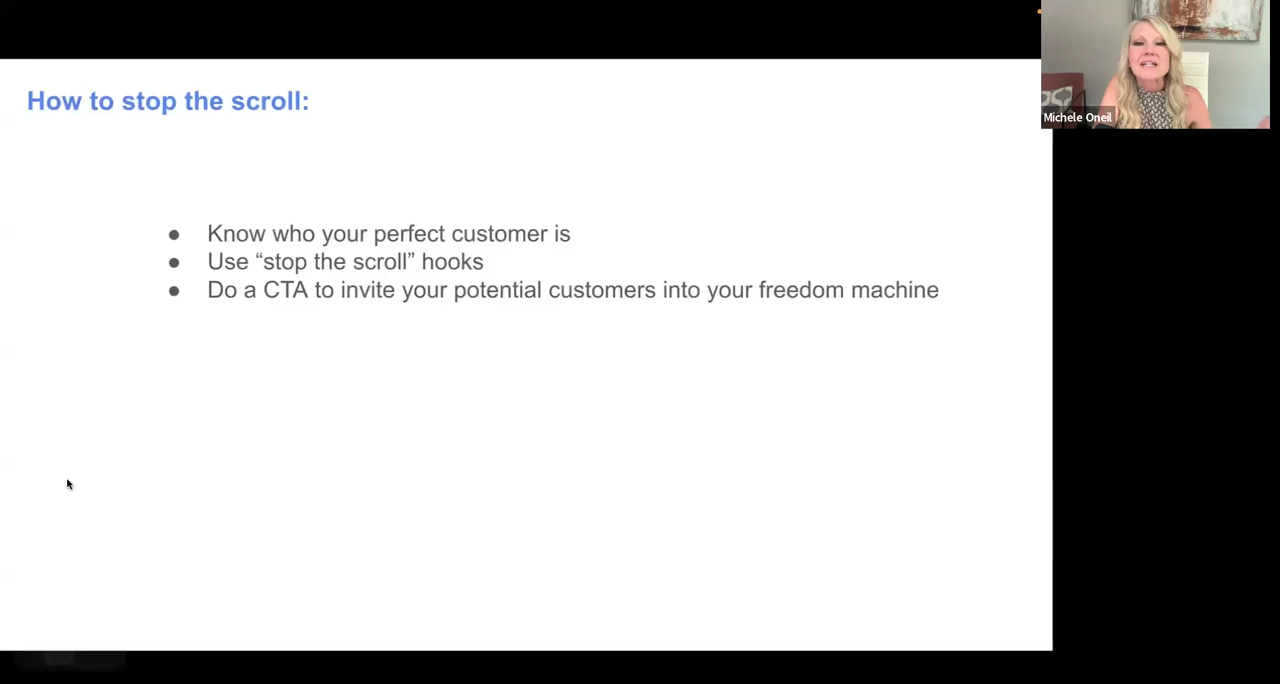 How to stop the scroll:
● Know who your perfect customer is
● Use “stop the scroll” hooks
● Do a CTA to invite your potential customers into your freedom machine
Michele Oneil